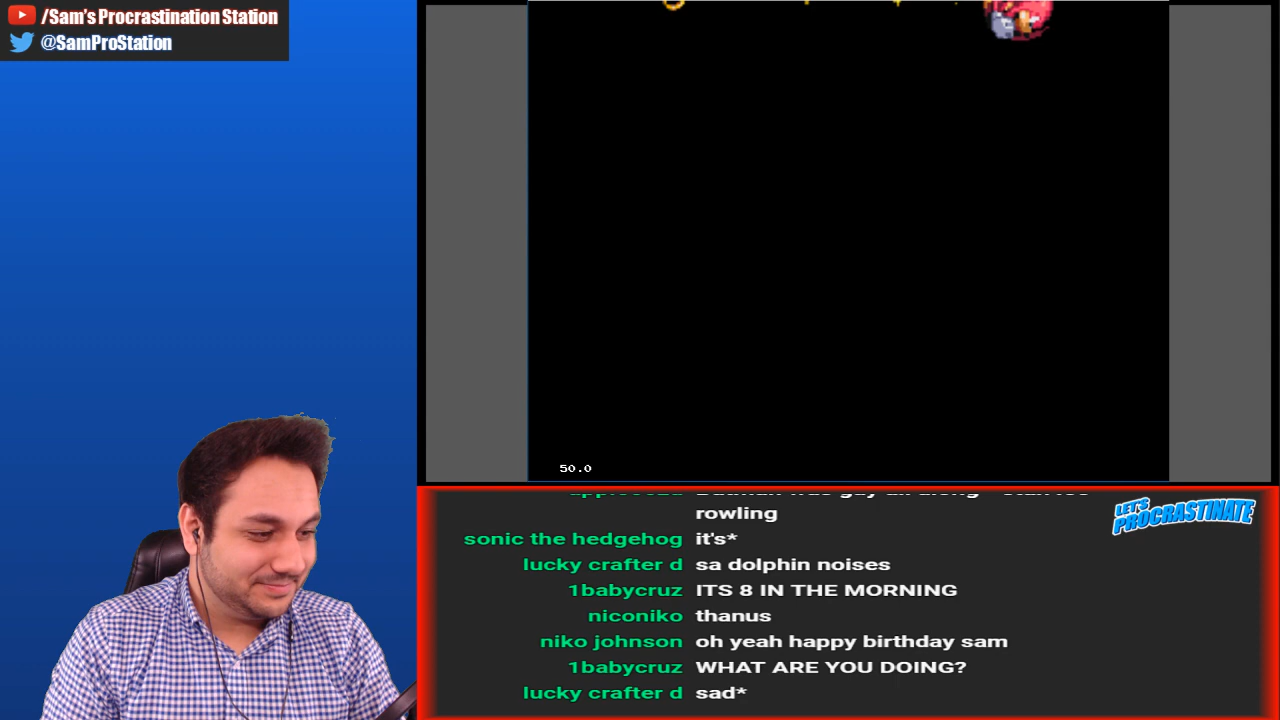 /Sam's Procrastination Station
@SamProStation
50.0
LET'S
PROCRASTINATE
rowling
sonic the hedgehog it's*
lucky crafter d sa dolphin noises
1babycruz ITS 8 IN THE MORNING
niconiko thanus
niko johnson oh yeah happy birthday sam
1babycruz WHAT ARE YOU DOING?
lucky crafter d sad*